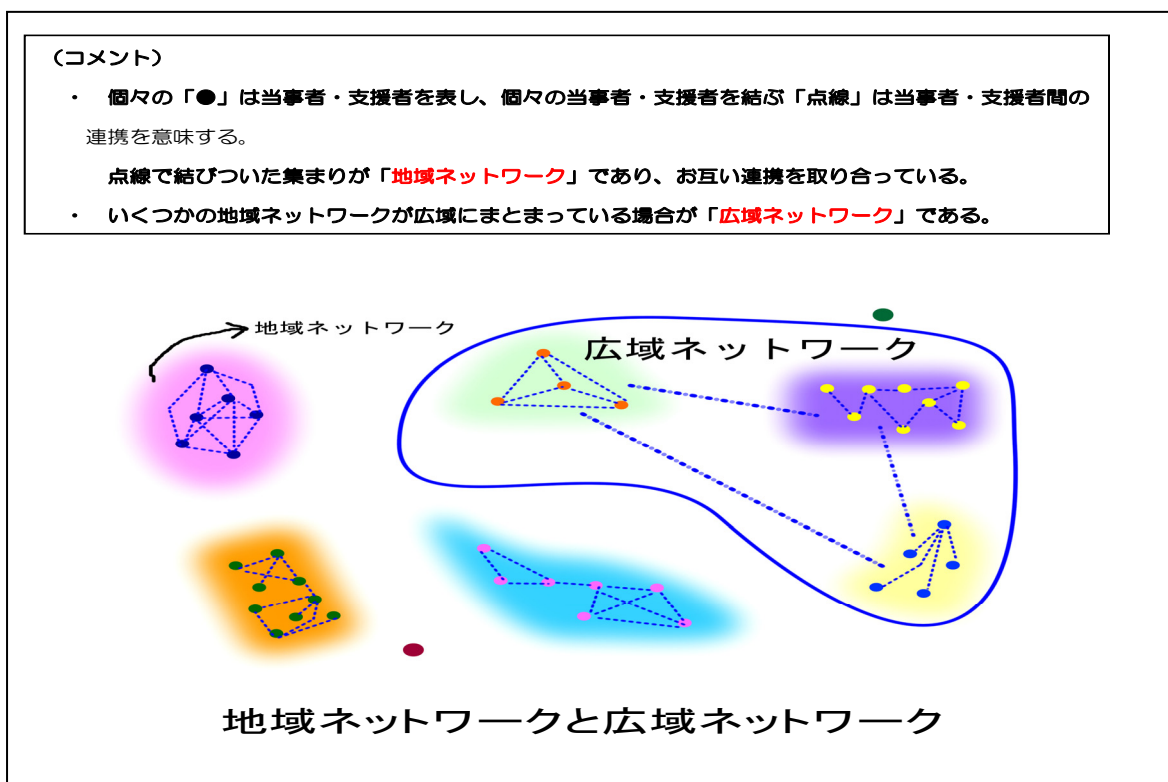 （コメント）
・ 個々の「●」は当事者・支援者を表し、個々の当事者・支援者を結ぶ「点線」は当事者・支援者間の
連携を意味する。
点線で結びついた集まりが「地域ネットワーク」であり、お互い連携を取り合っている。
・ いくつかの地域ネットワークが広域にまとまっている場合が「広域ネットワーク」である。
地域ネットワーク
広域ネットワーク
地域ネットワークと広域ネットワーク